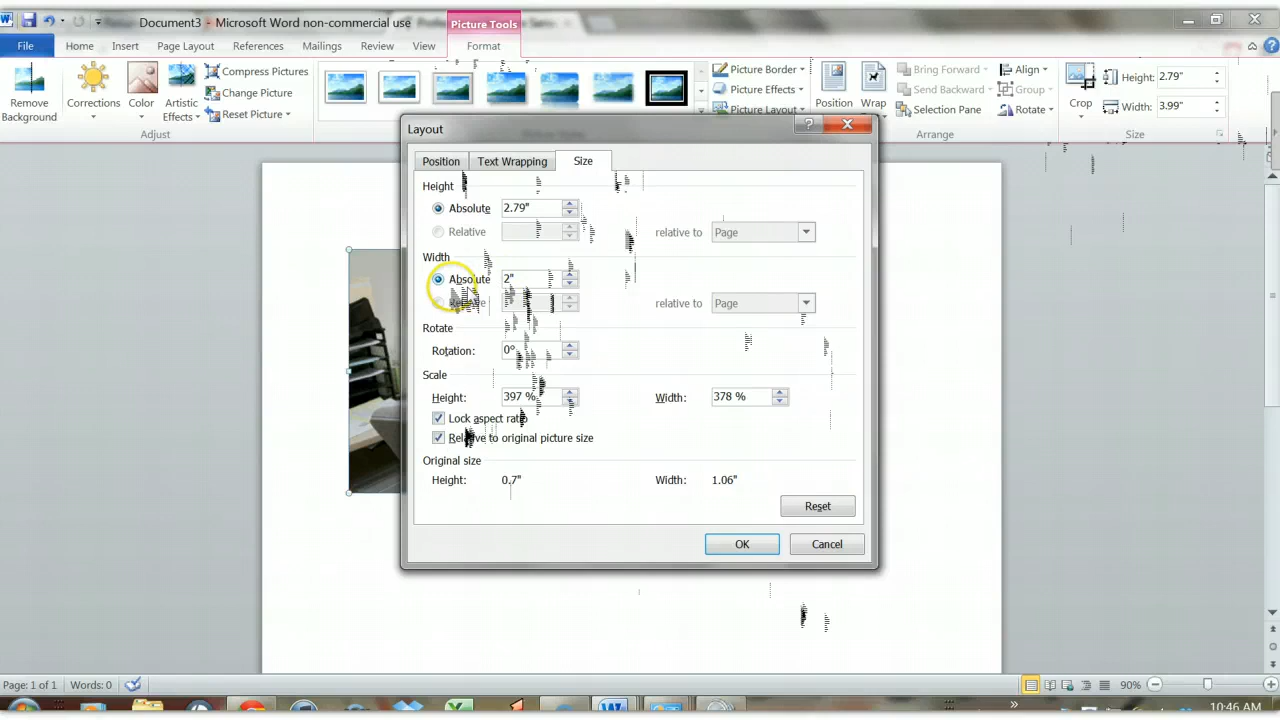 Document3 - Microsoft Word non-commercial use
Picture Tools
File Home Insert Page Layout References Mailings Review View Format
Remove Background
Corrections
Color
Artistic Effects
Compress Pictures
Change Picture
Reset Picture
Adjust
Picture Border
Picture Effects
Picture Layout
Position
Wrap
Bring Forward
Send Backward
Selection Pane
Align
Group
Rotate
Arrange
Crop
Height: 2.79"
Width: 3.99"
Size
Layout
Position Text Wrapping Size
Height
Absolute 2.79"
Relative relative to Page
Width
Absolute 2"
relative to Page
Rotate
Rotation: 0°
Scale
Height: 397 % Width: 378 %
Lock aspect ratio
Relative to original picture size
Original size
Height: 0.7" Width: 1.06"
Reset
OK Cancel
Page: 1 of 1 Words: 0
90%
10:46 AM